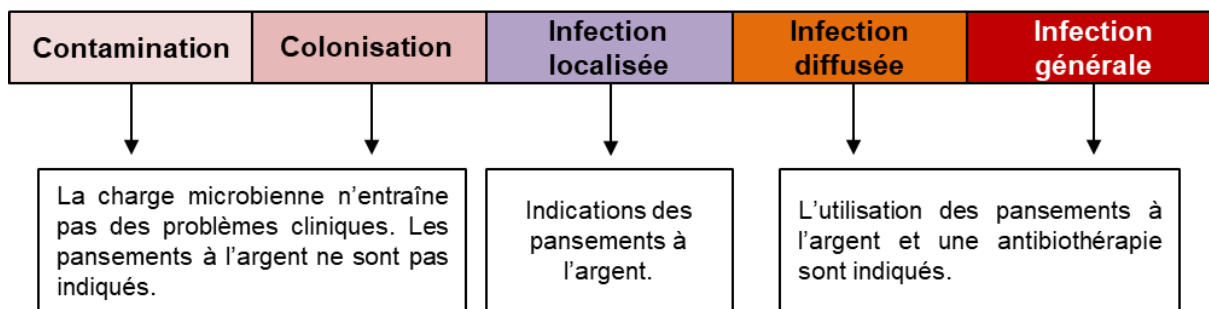 Contamination
Colonisation
Infection
localisée
Infection
diffusée
Infection
générale
La charge microbienne n’entraîne
pas des problèmes cliniques. Les
pansements à l’argent ne sont pas
indiqués.
Indications des
pansements à
l’argent.
L’utilisation des pansements à
l’argent et une antibiothérapie
sont indiqués.